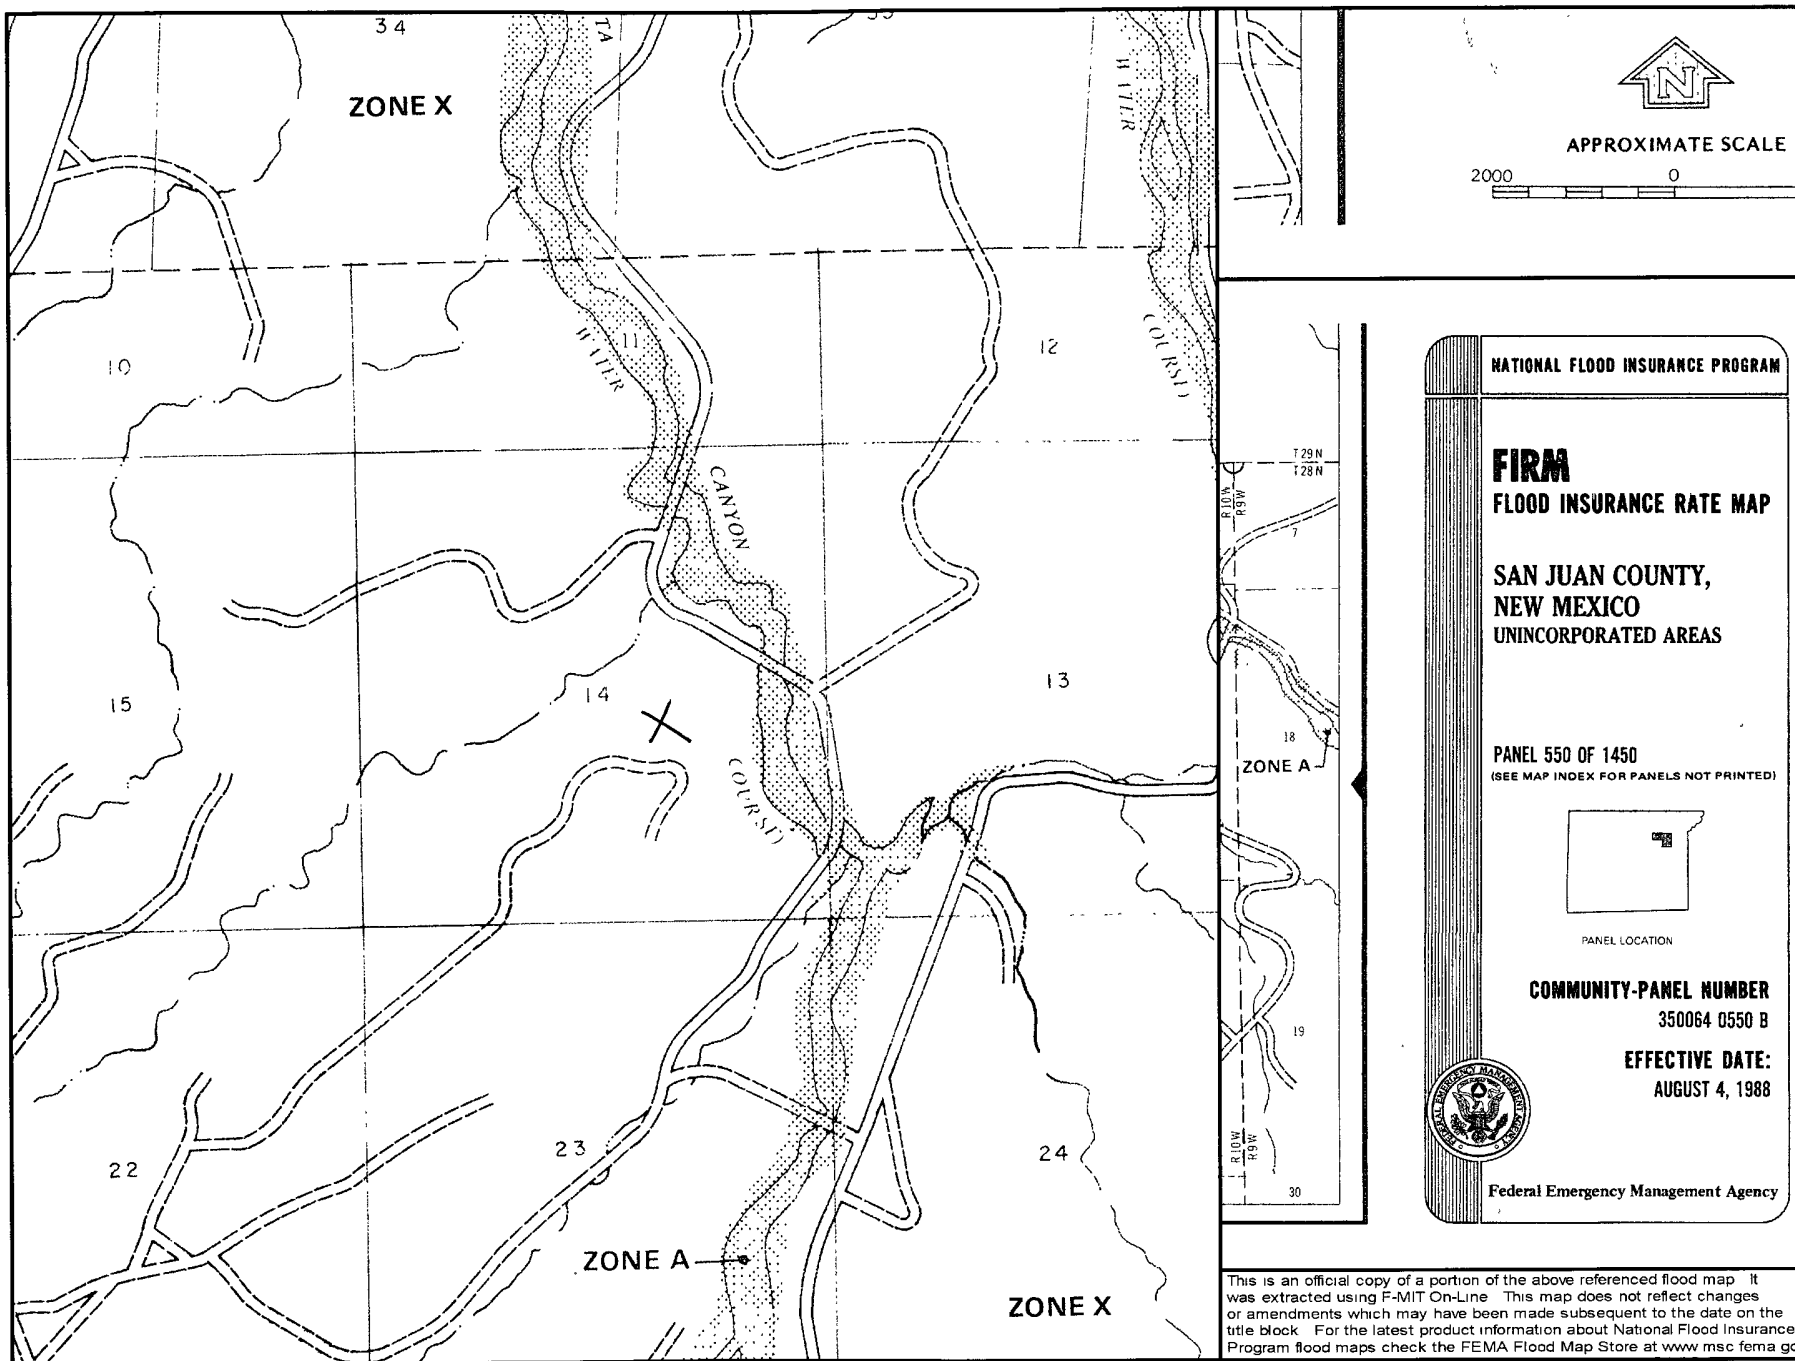 34
TA
ZONE X
WATER
10
11
WATER
12
COURSE)
CANYON
15
14
X
13
COURSE)
22
23
24
ZONE A
ZONE X
N
APPROXIMATE SCALE
2000 0
T29N
T28N
R10W
R9W
7
18
ZONE A
19
R10W
R9W
30
NATIONAL FLOOD INSURANCE PROGRAM
FIRM
FLOOD INSURANCE RATE MAP
SAN JUAN COUNTY,
NEW MEXICO
UNINCORPORATED AREAS
PANEL 550 OF 1450
(SEE MAP INDEX FOR PANELS NOT PRINTED)
PANEL LOCATION
COMMUNITY-PANEL NUMBER
350064 0550 B
EFFECTIVE DATE:
AUGUST 4, 1988
FEDERAL EMERGENCY MANAGEMENT AGENCY
Federal Emergency Management Agency
This is an official copy of a portion of the above referenced flood map It
was extracted using F-MIT On-Line This map does not reflect changes
or amendments which may have been made subsequent to the date on the
title block For the latest product information about National Flood Insurance
Program flood maps check the FEMA Flood Map Store at www msc fema go